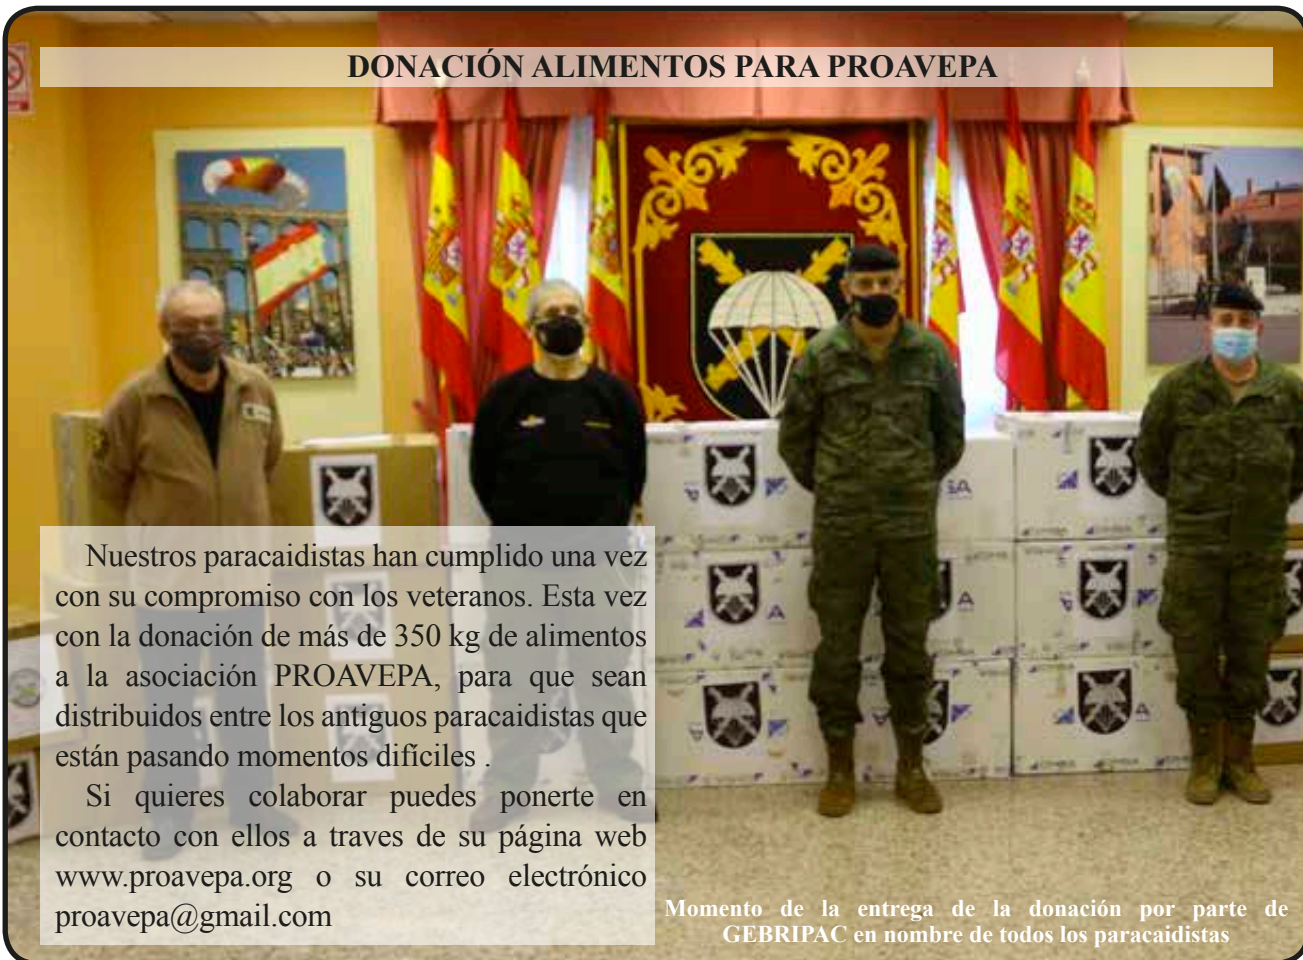 DONACIÓN ALIMENTOS PARA PROAVEPA
Nuestros paracaidistas han cumplido una vez
con su compromiso con los veteranos. Esta vez
con la donación de más de 350 kg de alimentos
a la asociación PROAVEPA, para que sean
distribuidos entre los antiguos paracaidistas que
están pasando momentos difíciles .
Si quieres colaborar puedes ponerte en
contacto con ellos a traves de su página web
www.proavepa.org o su correo electrónico
proavepa@gmail.com
Momento de la entrega de la donación por parte de
GEBRIPAC en nombre de todos los paracaidistas